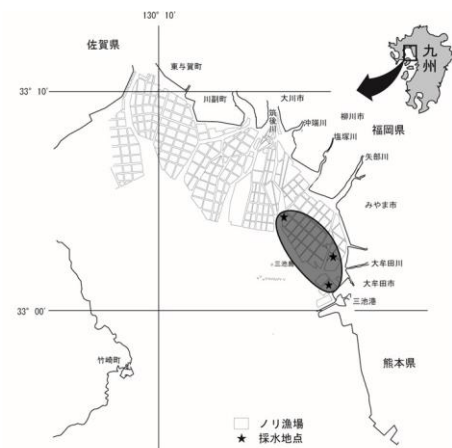 130° 10'
佐賀県
九州
東与賀町
33° 10'
川副町
大川市
筑後川
沖端川
柳川市
福岡県
塩塚川
矢部川
みやま市
三池島
大牟田川
大牟田市
三池港
33° 00'
竹崎町
熊本県
ノリ漁場
★ 採水地点